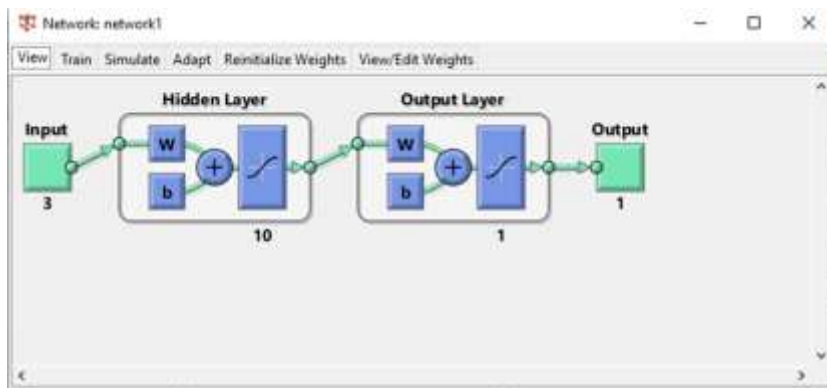 Network: network1
View Train Simulate Adapt Reinitialize Weights View/Edit Weights
Hidden Layer Output Layer
Input Output
W W
+ +
b b
3 1
10 1